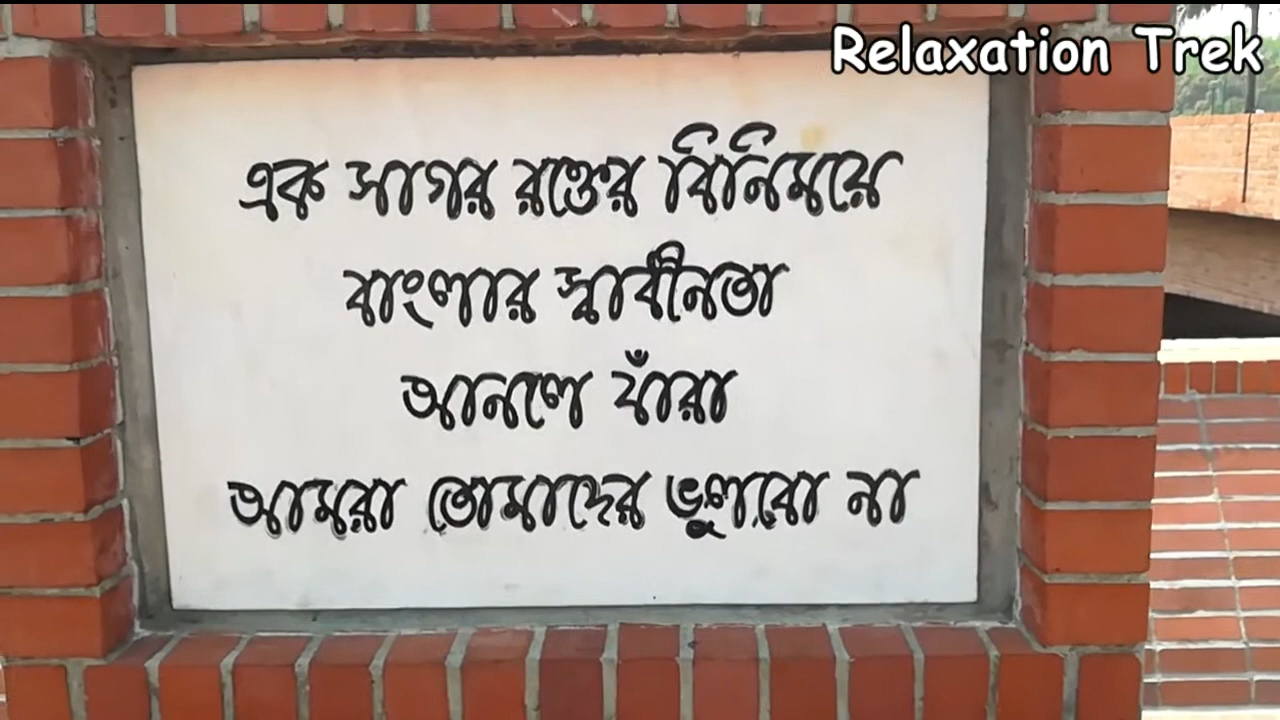 Relaxation Trek
এক সাগর রক্তের বিনিময়ে
বাংলার স্বাধীনতা
আনলে যাঁরা
আমরা তোমাদের ভুলবো না